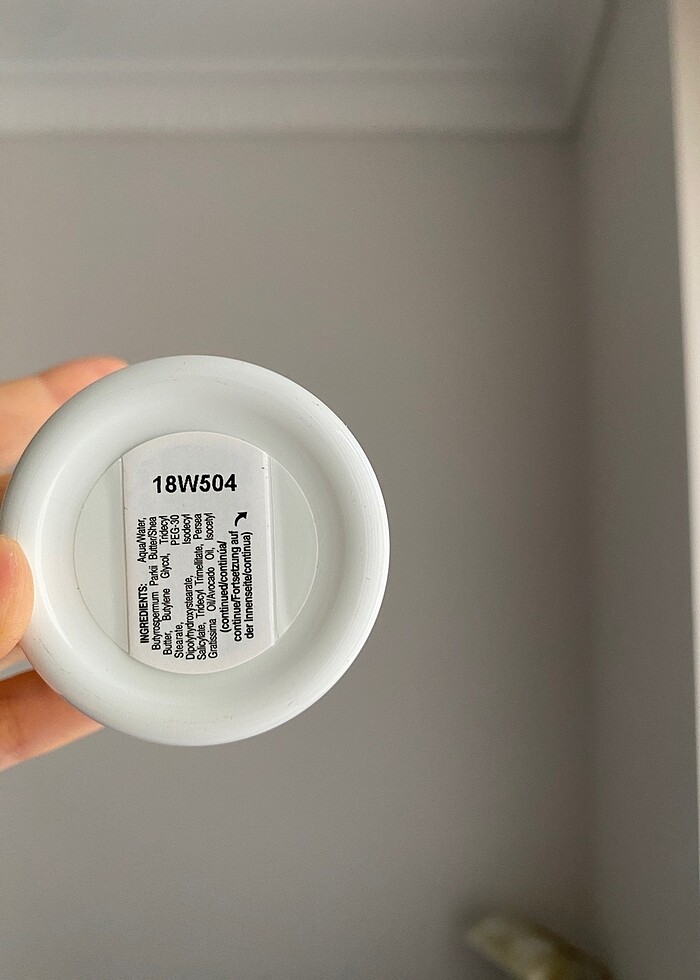 18W504
INGREDIENTS: Aqua/Water,
Butyrospermum Parkii Butter/Shea
Butter, Butylene Glycol, Tridecyl
Stearate, PEG-30
Dipolyhydroxystearate, Isodecyl
Salicylate, Tridecyl Trimellitate, Persea
Gratissima Oil/Avocado Oil, Isocetyl
(continued/continúa/
continue/Fortsetzung auf
der Innenseite/continua)